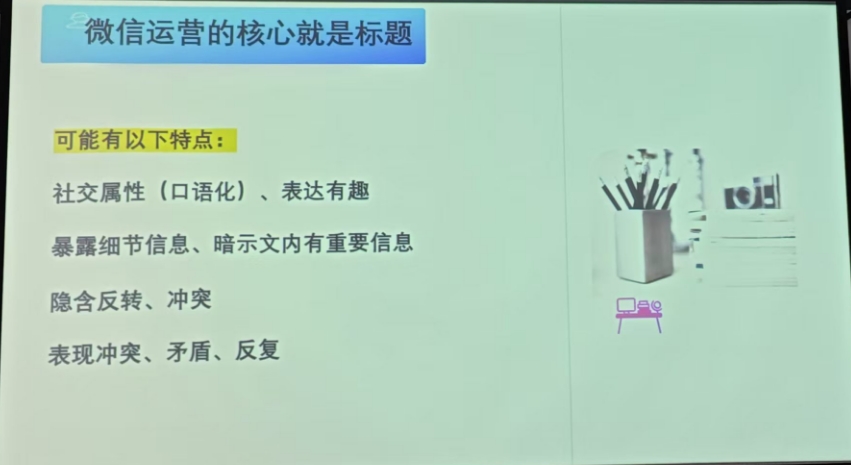 微信运营的核心就是标题
可能有以下特点：
社交属性（口语化）、表达有趣
暴露细节信息、暗示文内有重要信息
隐含反转、冲突
表现冲突、矛盾、反复